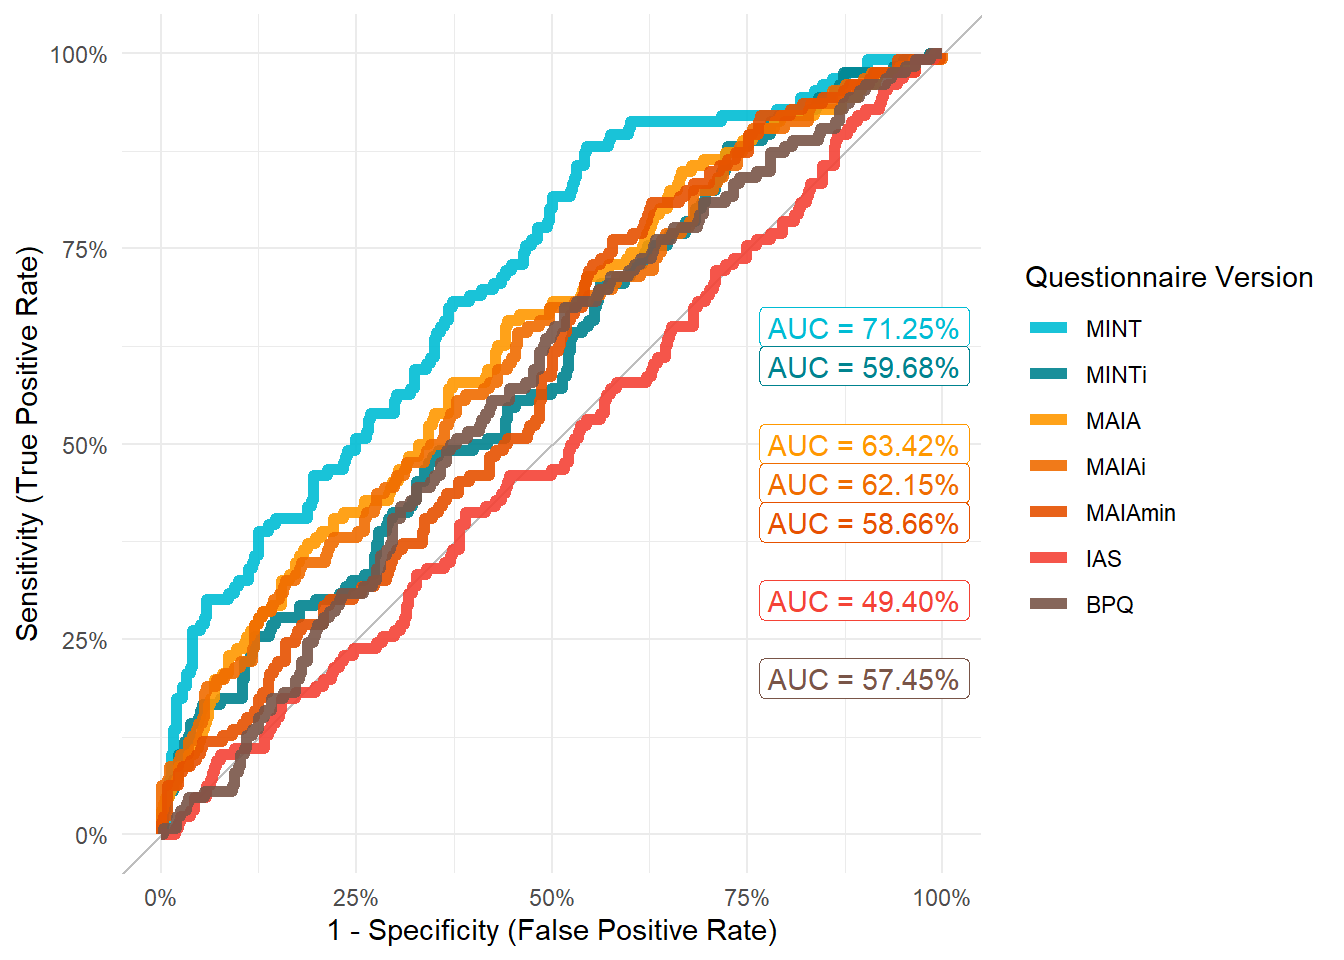 100%
75%
50%
25%
0%
Sensitivity (True Positive Rate)
0%
25%
50%
75%
100%
1 - Specificity (False Positive Rate)
AUC = 71.25%
AUC = 59.68%
AUC = 63.42%
AUC = 62.15%
AUC = 58.66%
AUC = 49.40%
AUC = 57.45%
Questionnaire Version
MINT
MINTi
MAIA
MAIAi
MAIAmin
IAS
BPQ